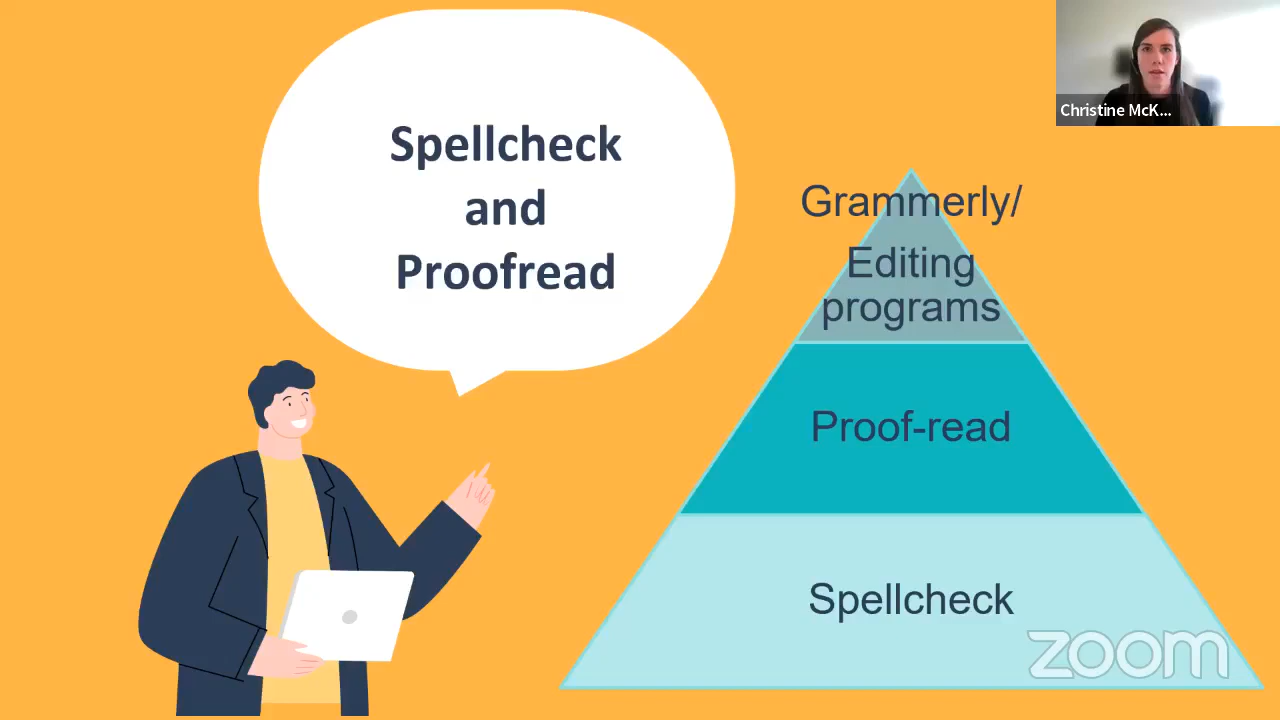 Spellcheck
and
Proofread
Christine McK...
Grammerly/
Editing
programs
Proof-read
Spellcheck
zoom